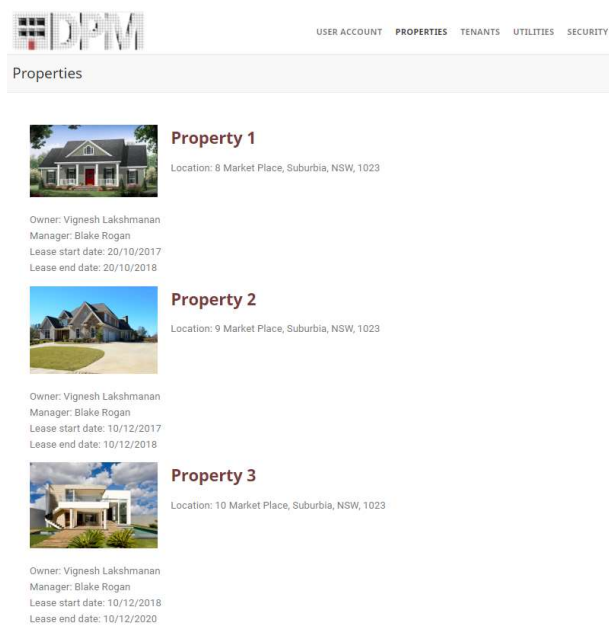 DPM
USER ACCOUNT PROPERTIES TENANTS UTILITIES SECURITY
Properties
Property 1
Location: 8 Market Place, Suburbia, NSW, 1023
Owner: Vignesh Lakshmanan
Manager: Blake Rogan
Lease start date: 20/10/2017
Lease end date: 20/10/2018
Property 2
Location: 9 Market Place, Suburbia, NSW, 1023
Owner: Vignesh Lakshmanan
Manager: Blake Rogan
Lease start date: 10/12/2017
Lease end date: 10/12/2018
Property 3
Location: 10 Market Place, Suburbia, NSW, 1023
Owner: Vignesh Lakshmanan
Manager: Blake Rogan
Lease start date: 10/12/2018
Lease end date: 10/12/2020